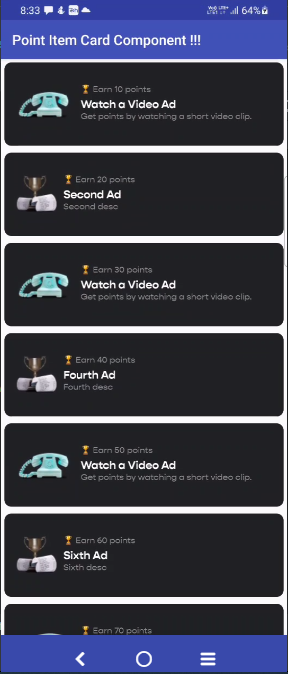 8:33
64%
Point Item Card Component !!!
Earn 10 points
Watch a Video Ad
Get points by watching a short video clip.
Earn 20 points
Second Ad
Second desc
Earn 30 points
Watch a Video Ad
Get points by watching a short video clip.
Earn 40 points
Fourth Ad
Fourth desc
Earn 50 points
Watch a Video Ad
Get points by watching a short video clip.
Earn 60 points
Sixth Ad
Sixth desc
Earn 70 points